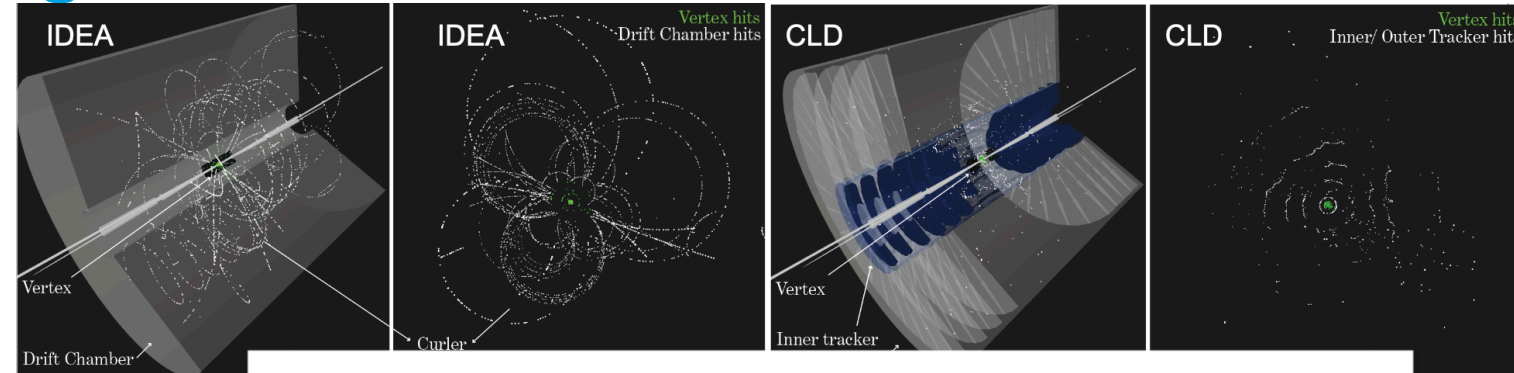 IDEA
Vertex
Drift Chamber
IDEA
Vertex hits
Drift Chamber hits
Curler
CLD
Vertex
Inner tracker
CLD
Vertex hits
Inner/ Outer Tracker hit